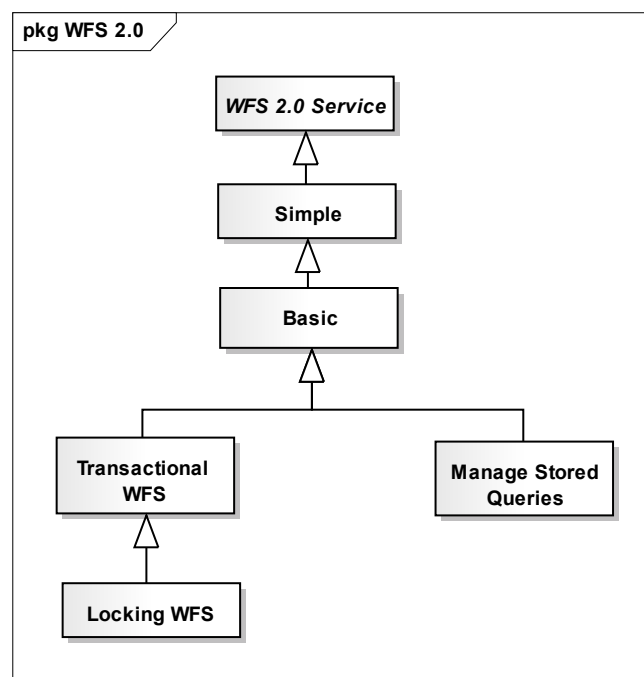 pkg WFS 2.0
WFS 2.0 Service
Simple
Basic
Transactional
WFS
Manage Stored
Queries
Locking WFS